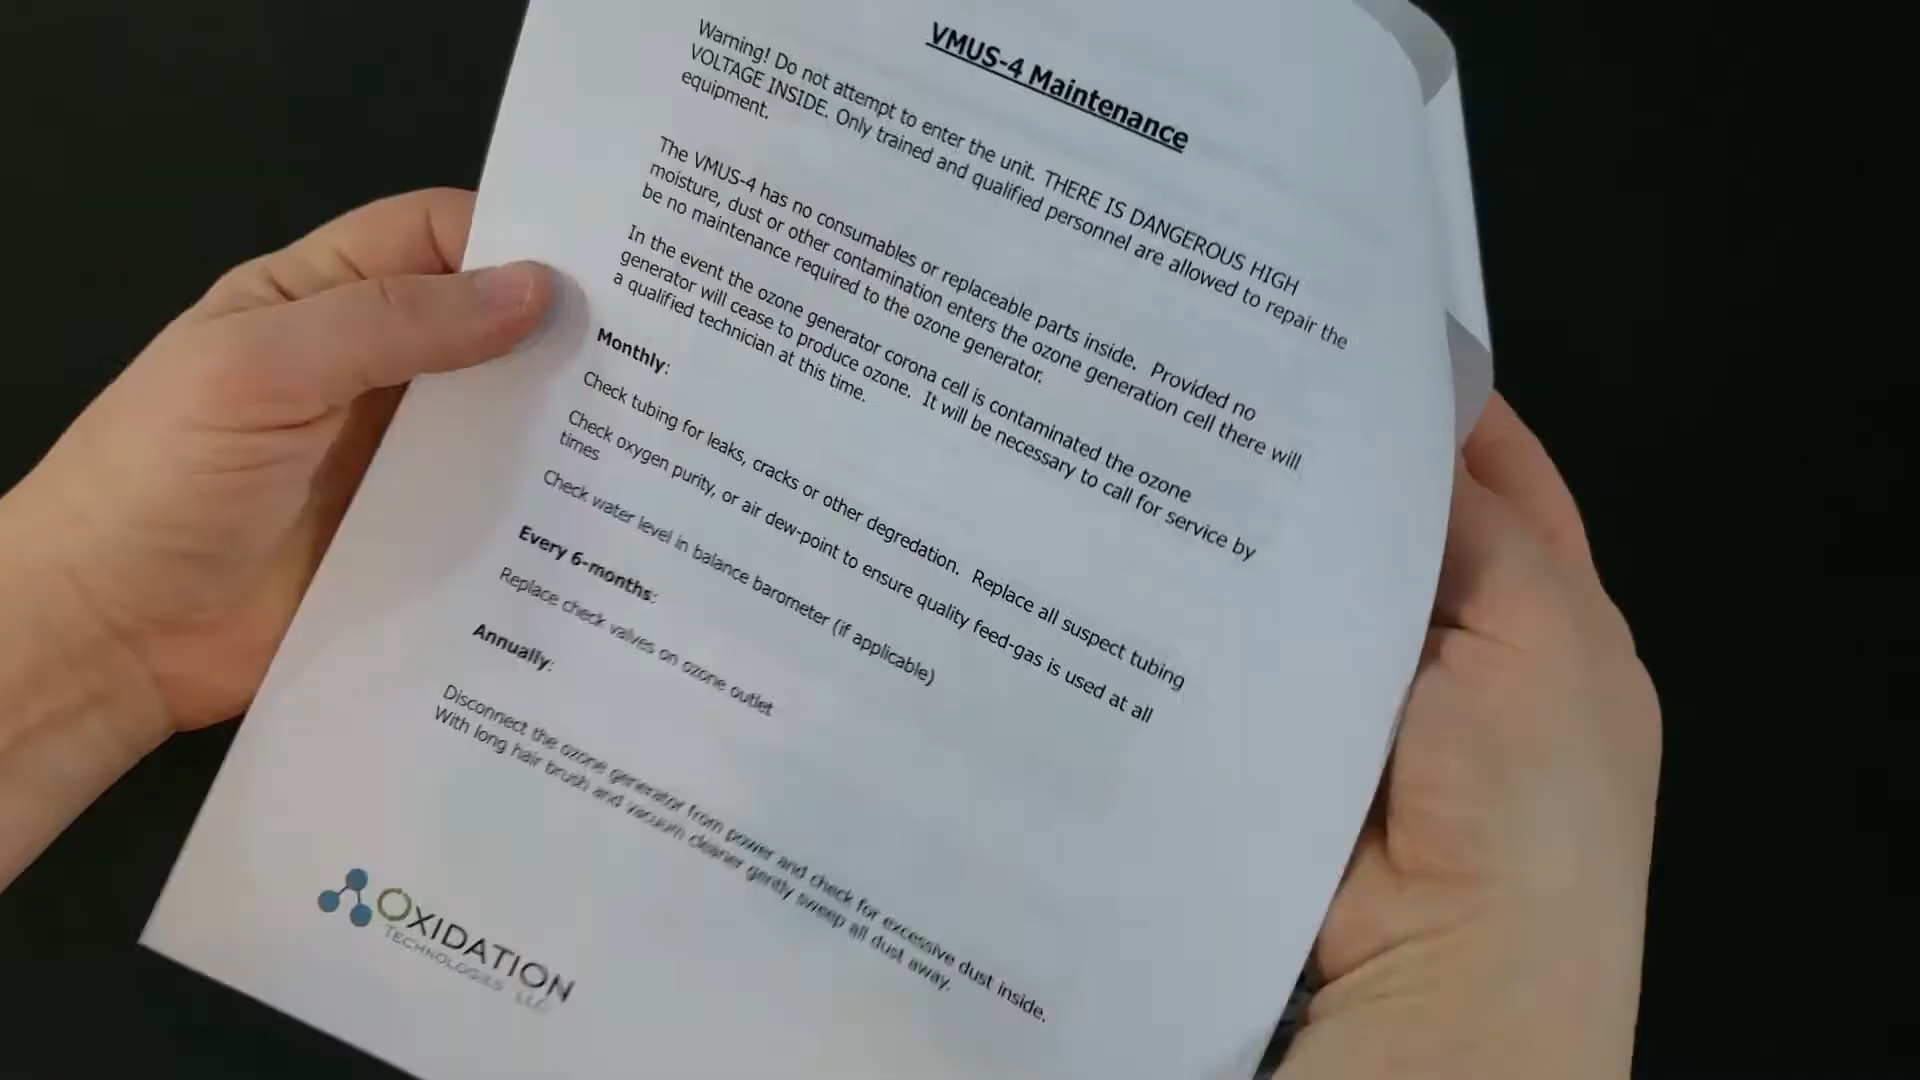 VMUS-4 Maintenance
Warning! Do not attempt to enter the unit. THERE IS DANGEROUS HIGH
VOLTAGE INSIDE. Only trained and qualified personnel are allowed to repair the
equipment.
The VMUS-4 has no consumables or replaceable parts inside. Provided no
moisture, dust or other contamination enters the ozone generation cell there will
be no maintenance required to the ozone generator.
In the event the ozone generator corona cell is contaminated the ozone
generator will cease to produce ozone. It will be necessary to call for service by
a qualified technician at this time.
Monthly:
Check tubing for leaks, cracks or other degredation. Replace all suspect tubing
Check oxygen purity, or air dew-point to ensure quality feed-gas is used at all
times
Check water level in balance barometer (if applicable)
Every 6-months:
Replace check valves on ozone outlet
Annually:
Disconnect the ozone generator from power and check for excessive dust inside.
With long hair brush and vacuum cleaner gently sweep all dust away.
OXIDATION
TECHNOLOGIES LLC